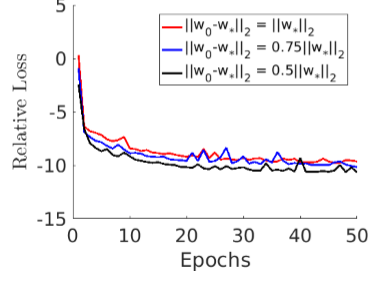 5
||w₀-w*||₂ = ||w*||₂
||w₀-w*||₂ = 0.75||w*||₂
||w₀-w*||₂ = 0.5||w*||₂
0
-5
-10
-15
Relative Loss
0 10 20 30 40 50
Epochs